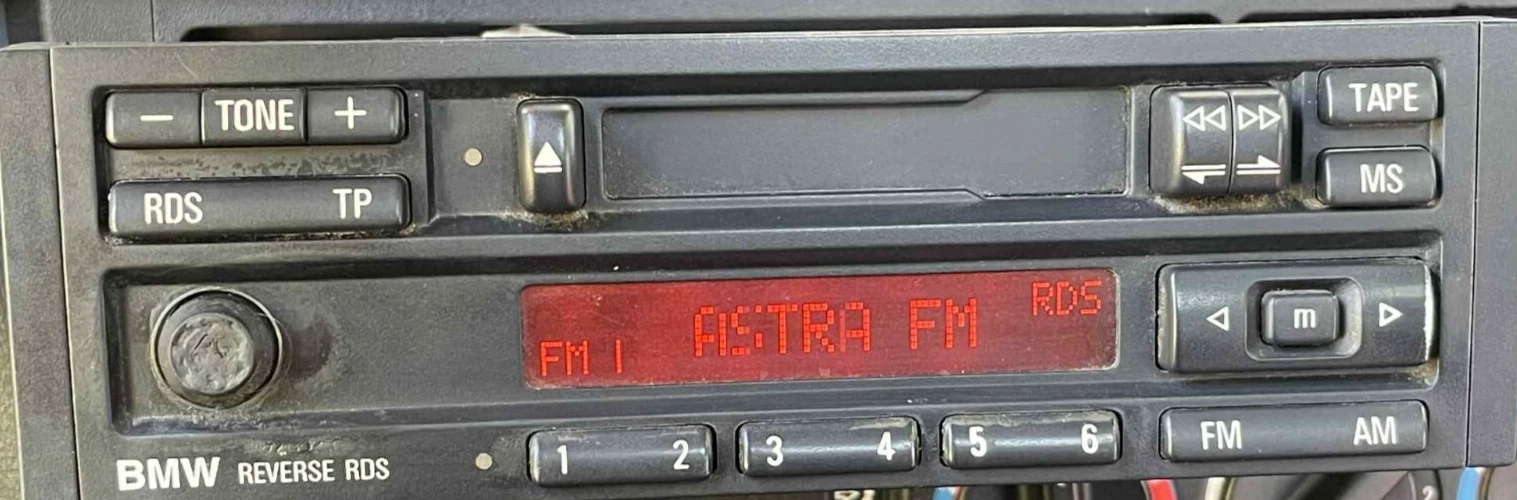 — TONE +
TAPE
RDS TP
MS
RDS
FM 1 ASTRA FM
m
1 2 3 4 5 6 FM AM
BMW REVERSE RDS